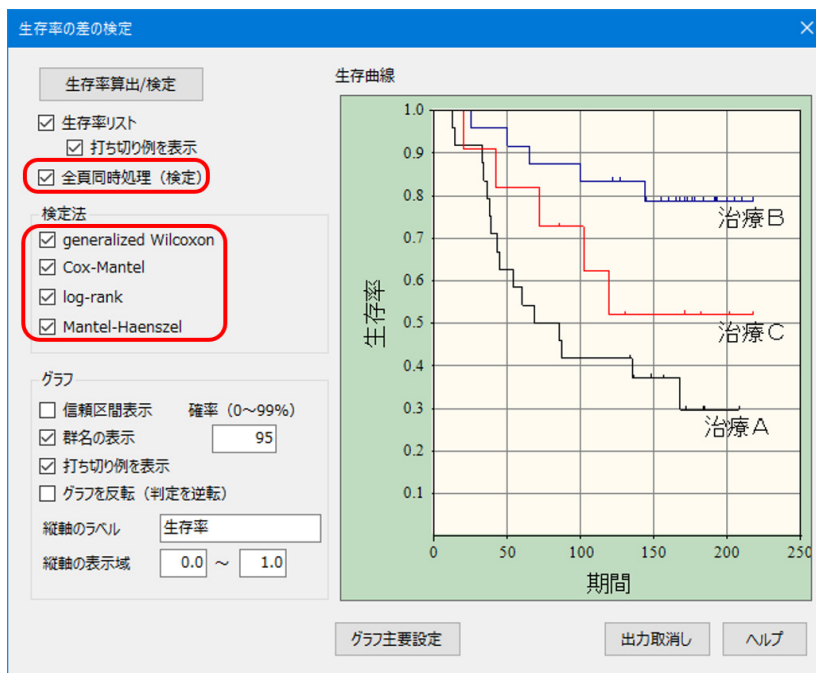 生存率の差の検定
生存率算出/検定
生存率リスト
打ち切り例を表示
全頁同時処理（検定）
検定法
generalized Wilcoxon
Cox-Mantel
log-rank
Mantel-Haenszel
グラフ
信頼区間表示 確率（0～99%）
群名の表示 95
打ち切り例を表示
グラフを反転（判定を逆転）
縦軸のラベル 生存率
縦軸の表示域 0.0 ～ 1.0
生存曲線
1.0
0.9
0.8
0.7
0.6
0.5
0.4
0.3
0.2
0.1
生存率
治療B
治療C
治療A
0 50 100 150 200 250
期間
グラフ主要設定 出力取消し ヘルプ